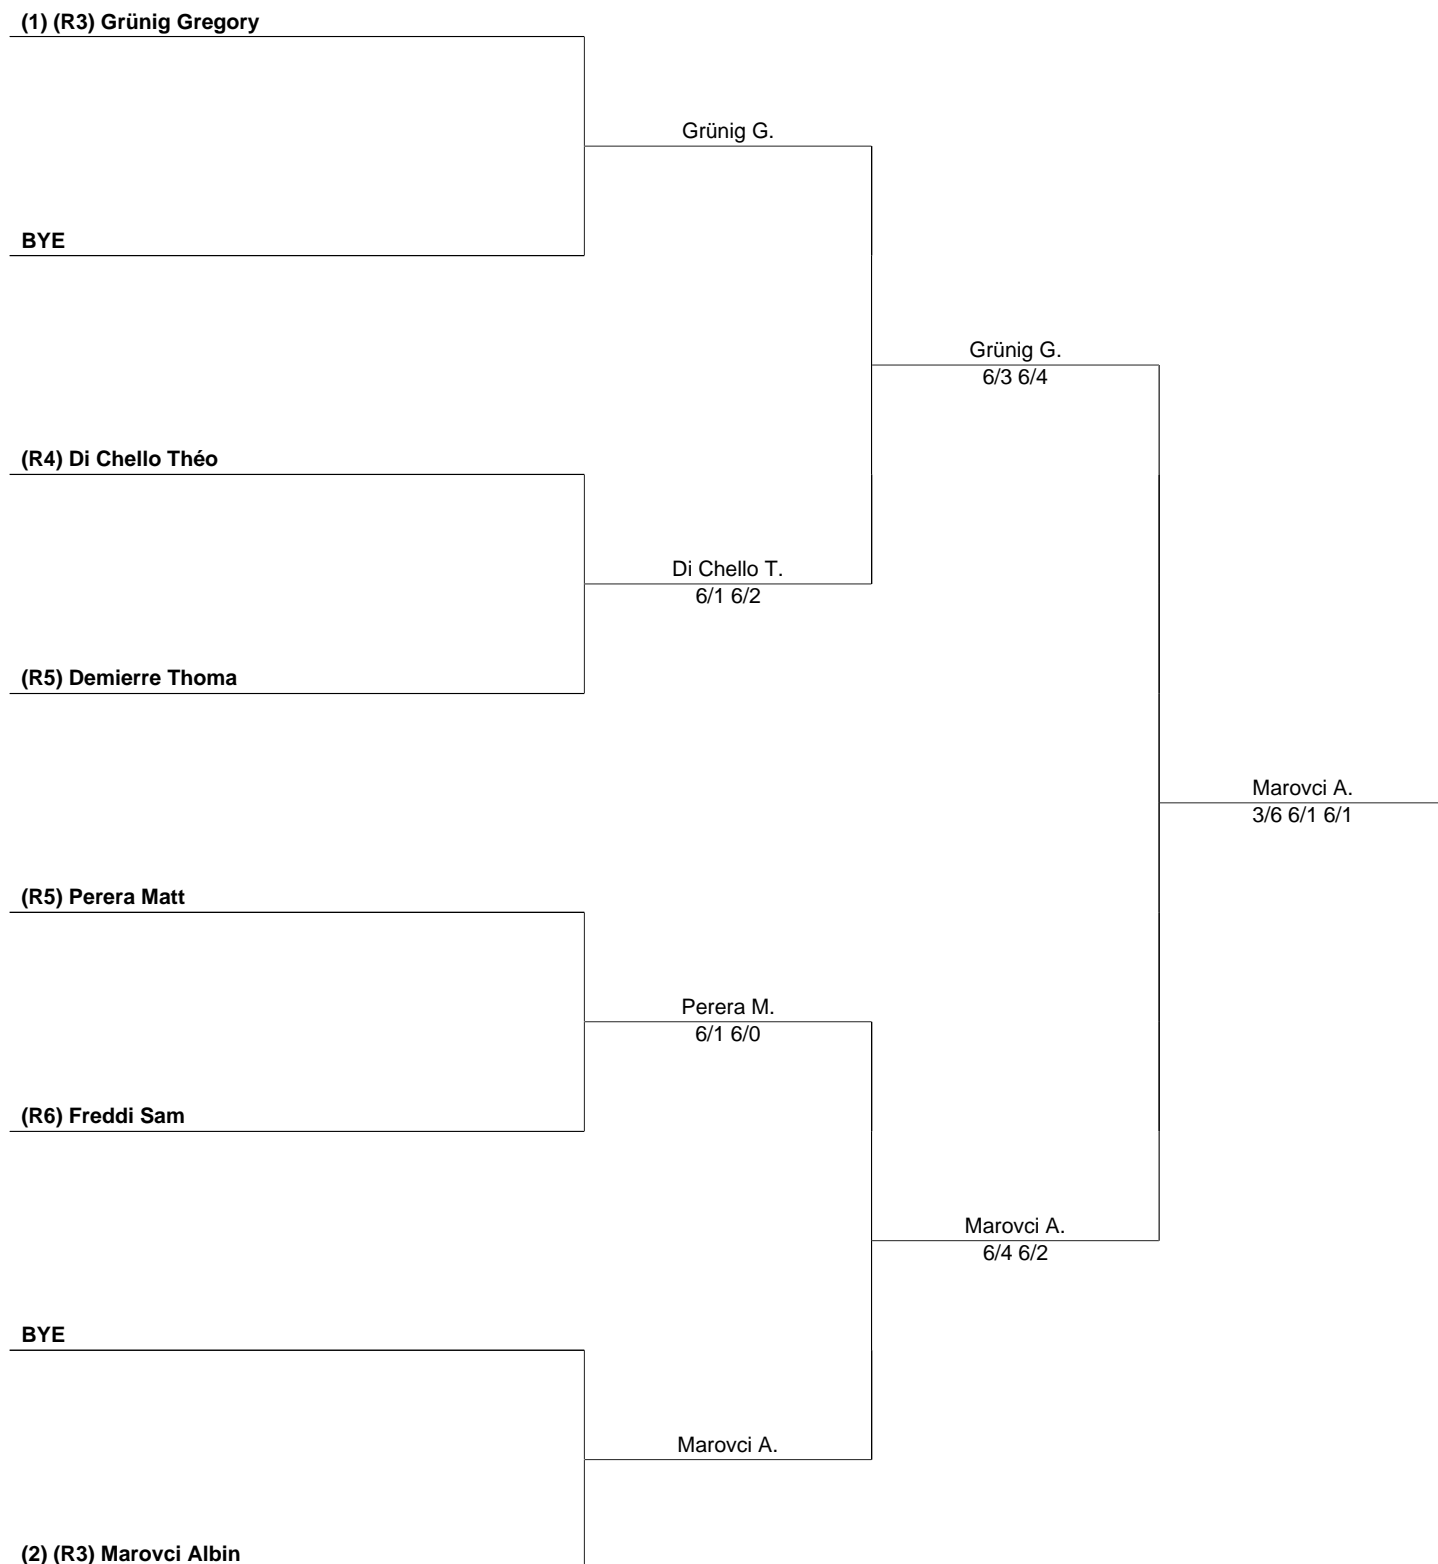 (1) (R3) Grünig Gregory
Grünig G.
BYE
Grünig G.
6/3 6/4
(R4) Di Chello Théo
Di Chello T.
6/1 6/2
(R5) Demierre Thoma
Marovci A.
3/6 6/1 6/1
(R5) Perera Matt
Perera M.
6/1 6/0
(R6) Freddi Sam
Marovci A.
6/4 6/2
BYE
Marovci A.
(2) (R3) Marovci Albin